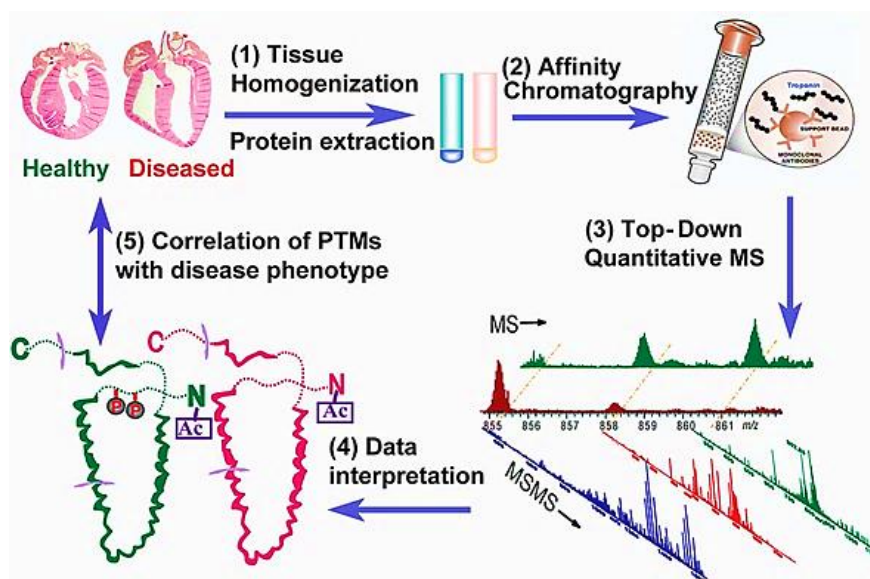 (1) Tissue
Homogenization
Protein extraction
(2) Affinity
Chromatography
Troponin
SUPPORT BEAD
MONOCLONAL
ANTIBODIES
Healthy Diseased
(5) Correlation of PTMs
with disease phenotype
(3) Top-Down
Quantitative MS
MS
855 856 857 858 859 860 861 m/z
MSMS
C
P P
N
Ac
C
N
Ac
(4) Data
interpretation